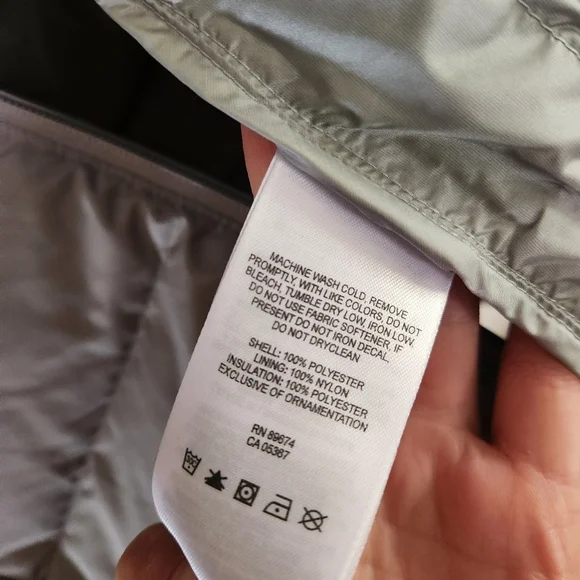 MACHINE WASH COLD, REMOVE
PROMPTLY, WITH LIKE COLORS, DO NOT
BLEACH, TUMBLE DRY LOW, IRON LOW.
DO NOT USE FABRIC SOFTENER, IF
PRESENT DO NOT IRON DECAL,
DO NOT DRYCLEAN
SHELL: 100% POLYESTER
LINING: 100% NYLON
INSULATION: 100% POLYESTER
EXCLUSIVE OF ORNAMENTATION
RN 89674
CA 05367